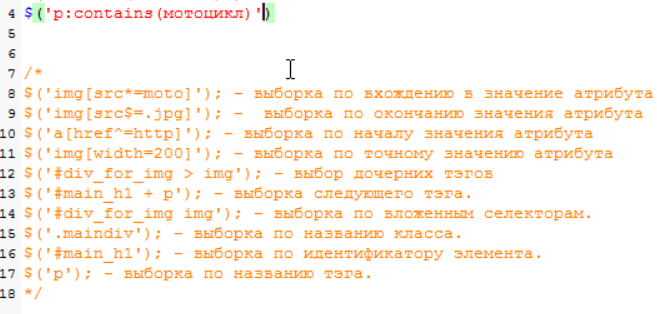 4 $('p:contains(мотоцикл)')
5
6
7 /*
8 $('img[src*=moto]'); - выборка по вхождению в значение атрибута
9 $('img[src$=.jpg]'); -  выборка по окончанию значения атрибута
10 $('a[href^=http]'); - выборка по началу значения атрибута
11 $('img[width=200]'); - выборка по точному значению атрибута
12 $('#div_for_img > img'); - выбор дочерних тэгов
13 $('#main_h1 + p'); - выборка следующего тэга.
14 $('#div_for_img img'); - выборка по вложенным селекторам.
15 $('.maindiv'); - выборка по названию класса.
16 $('#main_h1'); - выборка по идентификатору элемента.
17 $('p'); - выборка по названию тэга.
18 */